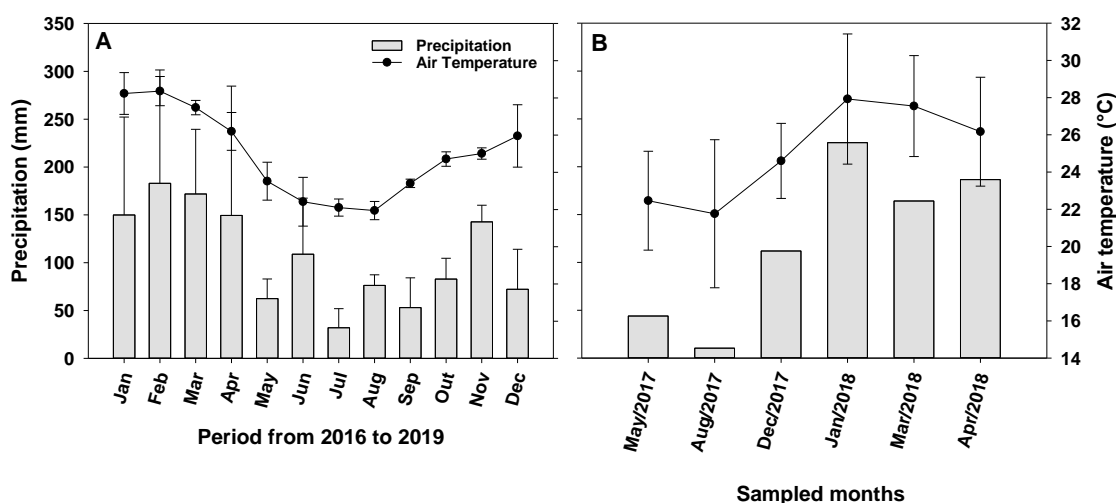 A
Precipitation
Air Temperature
Precipitation (mm)
350
300
250
200
150
100
50
0
Jan
Feb
Mar
Apr
May
Jun
Jul
Aug
Sep
Out
Nov
Dec
Period from 2016 to 2019
B
32
30
28
26
24
22
20
18
16
14
Air temperature (°C)
May/2017
Aug/2017
Dec/2017
Jan/2018
Mar/2018
Apr/2018
Sampled months